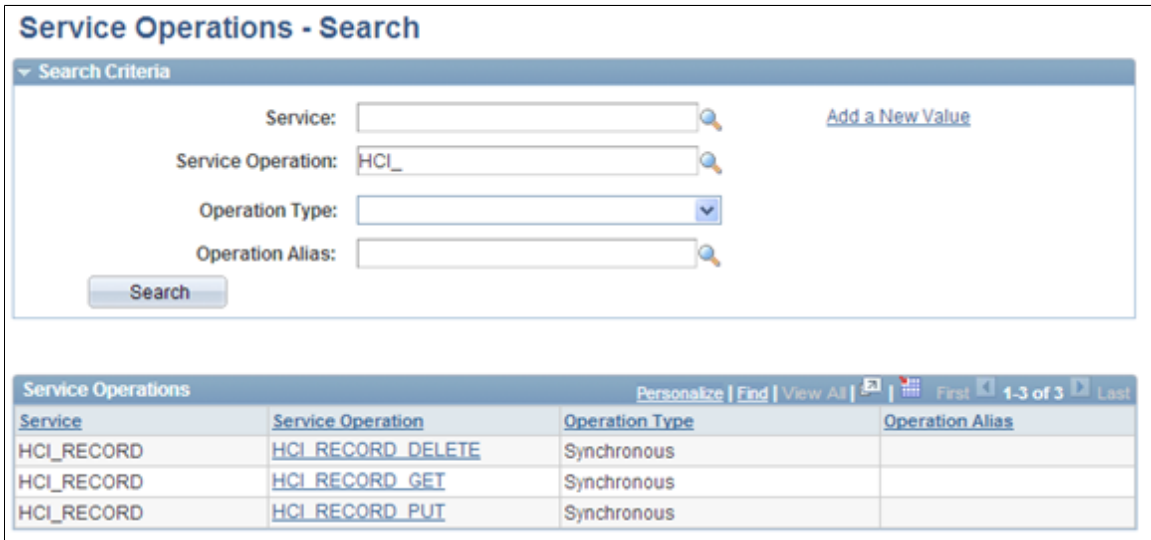 Service Operations - Search
Search Criteria
Service: Add a New Value
Service Operation: HCI_
Operation Type:
Operation Alias:
Search
Service Operations Personalize | Find | View All | | First 1-3 of 3 Last
Service Service Operation Operation Type Operation Alias
HCI_RECORD HCI_RECORD_DELETE Synchronous
HCI_RECORD HCI_RECORD_GET Synchronous
HCI_RECORD HCI_RECORD_PUT Synchronous